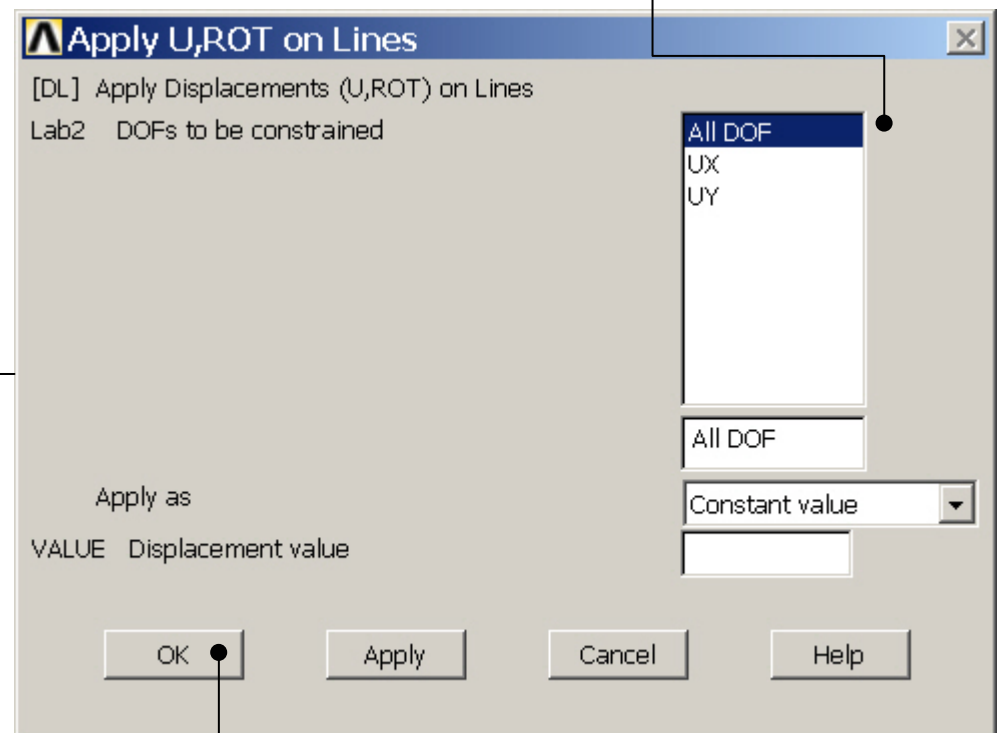 Apply U,ROT on Lines
[DL] Apply Displacements (U,ROT) on Lines
Lab2 DOFs to be constrained
All DOF
UX
UY
All DOF
Apply as
Constant value
VALUE Displacement value
OK
Apply
Cancel
Help